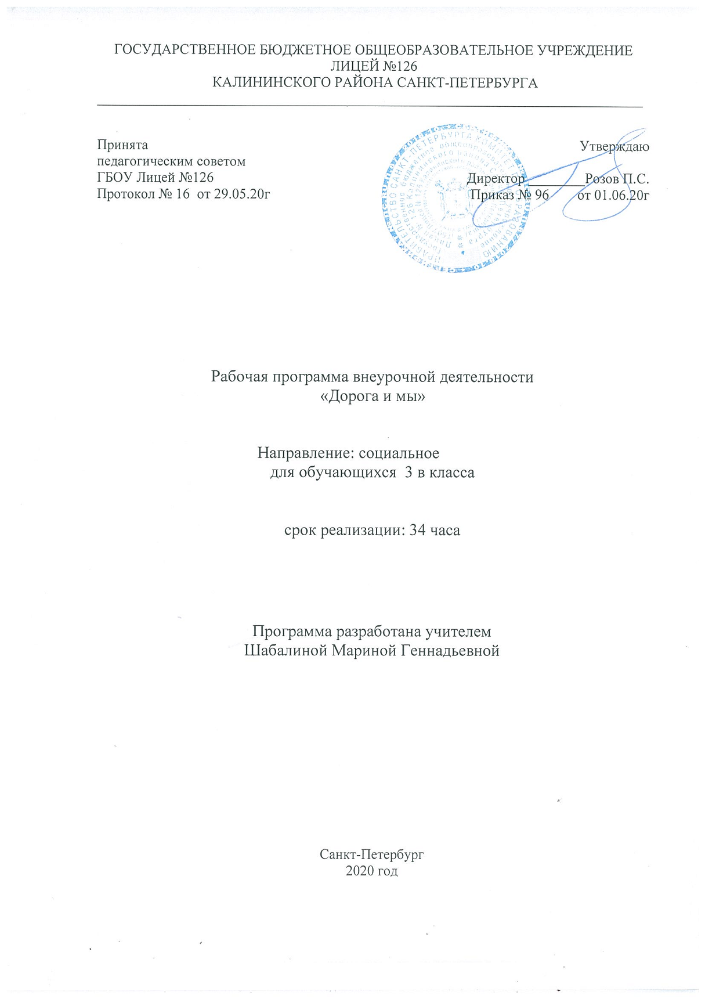 ГОСУДАРСТВЕННОЕ БЮДЖЕТНОЕ ОБЩЕОБРАЗОВАТЕЛЬНОЕ УЧРЕЖДЕНИЕ
ЛИЦЕЙ №126
КАЛИНИНСКОГО РАЙОНА САНКТ-ПЕТЕРБУРГА
Принята
педагогическим советом
ГБОУ Лицей №126
Протокол № 16 от 29.05.20г
Утверждаю
Директор_________Розов П.С.
Приказ № 96 от 01.06.20г
Рабочая программа внеурочной деятельности
«Дорога и мы»
Направление: социальное
для обучающихся 3 в класса
срок реализации: 34 часа
Программа разработана учителем
Шабалиной Мариной Геннадьевной
Санкт-Петербург
2020 год